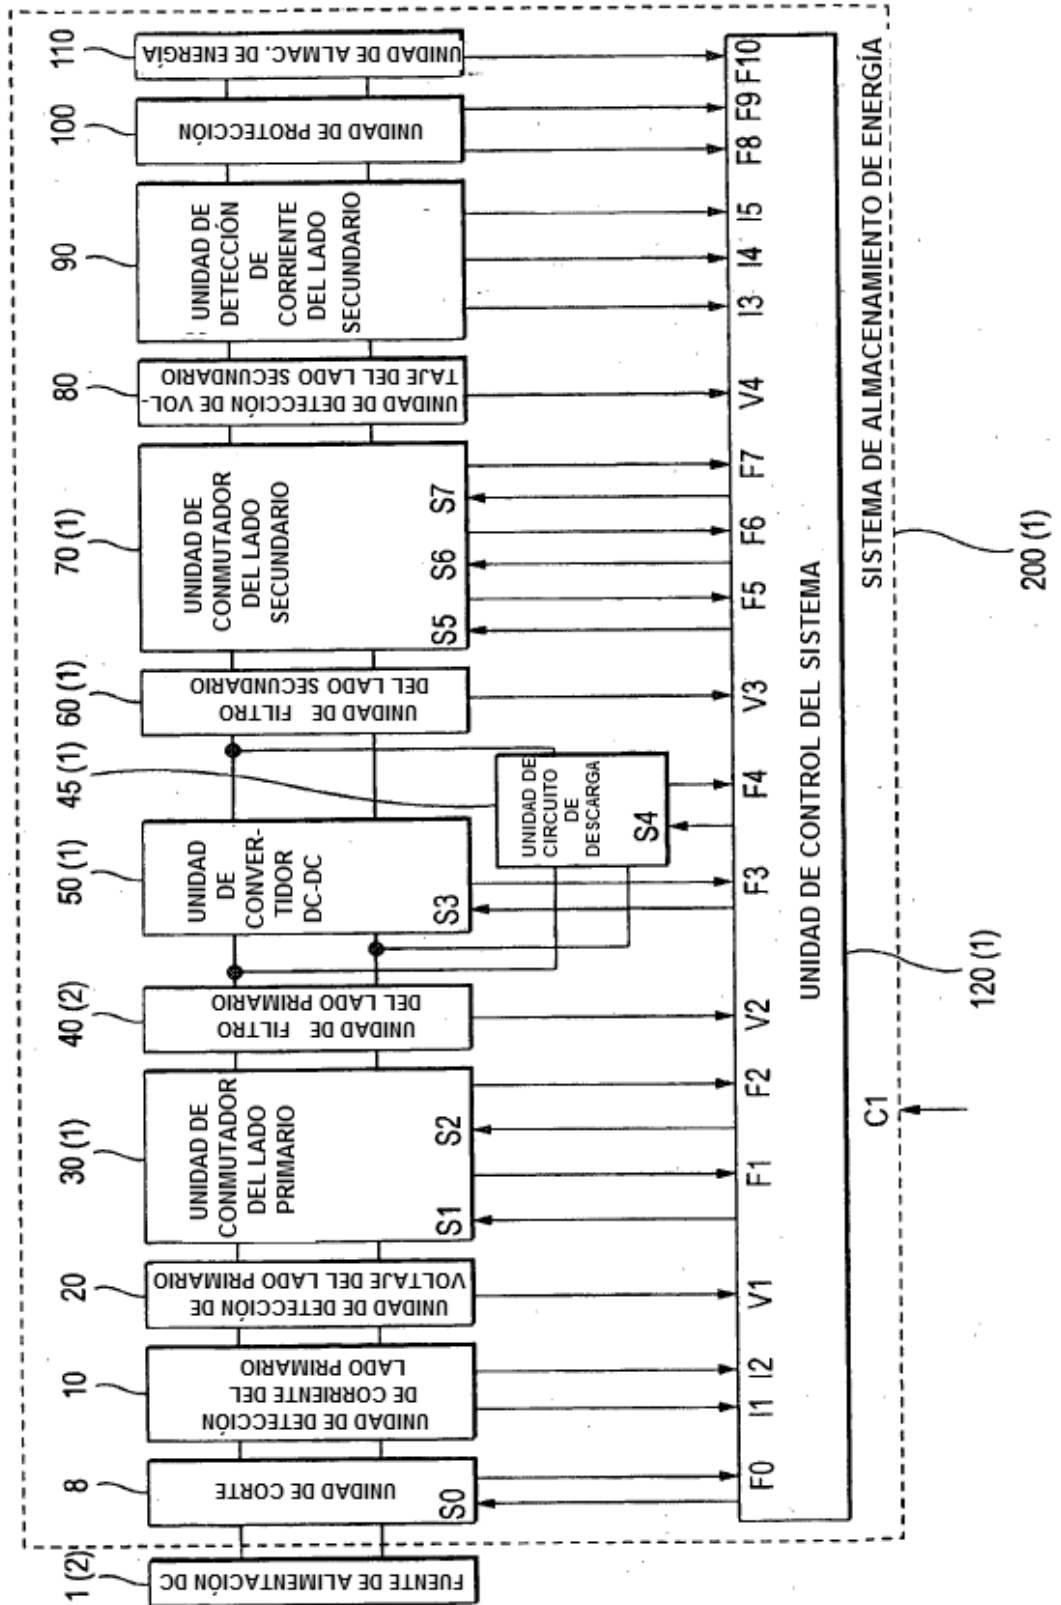 1 (2)
8
10
20
30 (1)
40 (2)
50 (1)
45 (1)
60 (1)
70 (1)
80
90
100
110
FUENTE DE ALIMENTACIÓN DC
UNIDAD DE CORTE
S0
UNIDAD DE DETECCIÓN
DE CORRIENTE DEL
LADO PRIMARIO
UNIDAD DE DETECCIÓN DE
VOLTAJE DEL LADO PRIMARIO
UNIDAD DE
CONMUTADOR
DEL LADO
PRIMARIO
S1
S2
UNIDAD DE FILTRO
DEL LADO PRIMARIO
UNIDAD
DE
CONVER-
TIDOR
DC-DC
S3
UNIDAD DE
CIRCUITO
DE
DESCARGA
S4
UNIDAD DE FILTRO
DEL LADO SECUNDARIO
UNIDAD DE
CONMUTADOR
DEL LADO
SECUNDARIO
S5
S6
S7
UNIDAD DE DETECCIÓN DE VOL-
TAJE DEL LADO SECUNDARIO
UNIDAD DE
DETECCIÓN
DE
CORRIENTE
DEL LADO
SECUNDARIO
UNIDAD DE PROTECCIÓN
UNIDAD DE ALMAC. DE ENERGÍA
F0
I1
I2
V1
F1
F2
V2
F3
F4
V3
F5
F6
F7
V4
I3
I4
I5
F8
F9
F10
UNIDAD DE CONTROL DEL SISTEMA
C1
120 (1)
SISTEMA DE ALMACENAMIENTO DE ENERGÍA
200 (1)